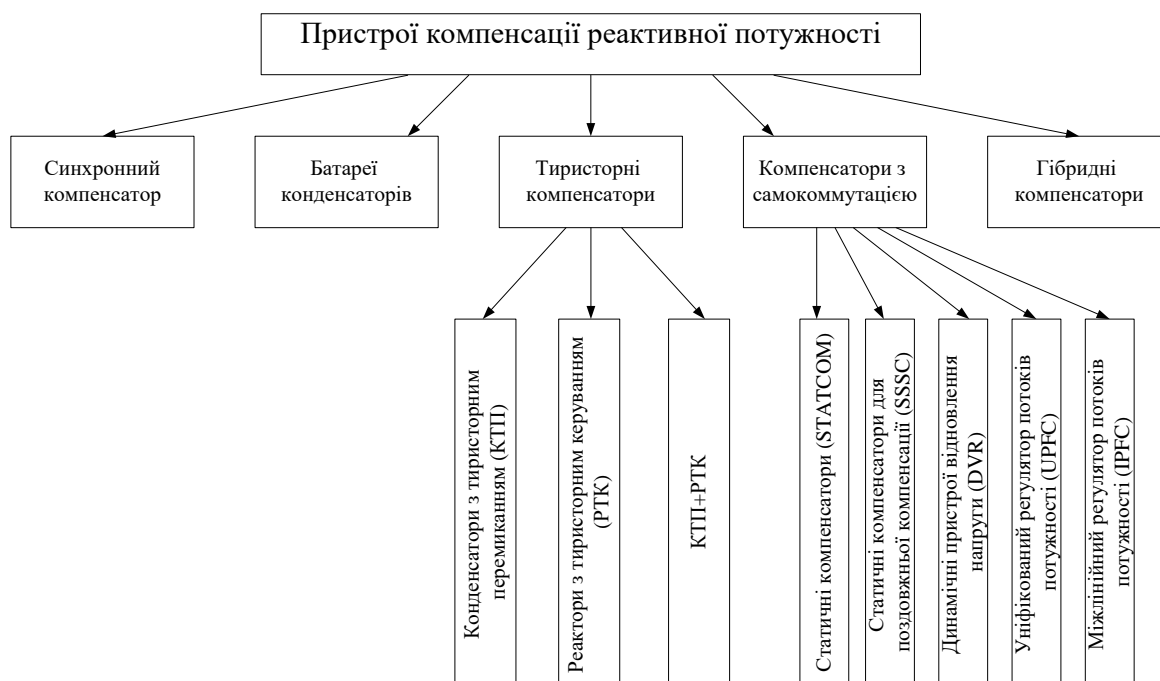 Пристрої компенсації реактивної потужності
Синхронний
компенсатор
Батареї
конденсаторів
Тиристорні
компенсатори
Компенсатори з
самокоммутацією
Гібридні
компенсатори
Конденсатори з тиристорним
перемиканням (КТП)
Реактори з тиристорним керуванням
(РТК)
КТП+РТК
Статичні компенсатори (STATCOM)
Статичні компенсатори для
поздовжньої компенсації (SSSC)
Динамічні пристрої відновлення
напруги (DVR)
Уніфікований регулятор потоків
потужності (UPFC)
Міжлінійний регулятор потоків
потужності (IPFC)